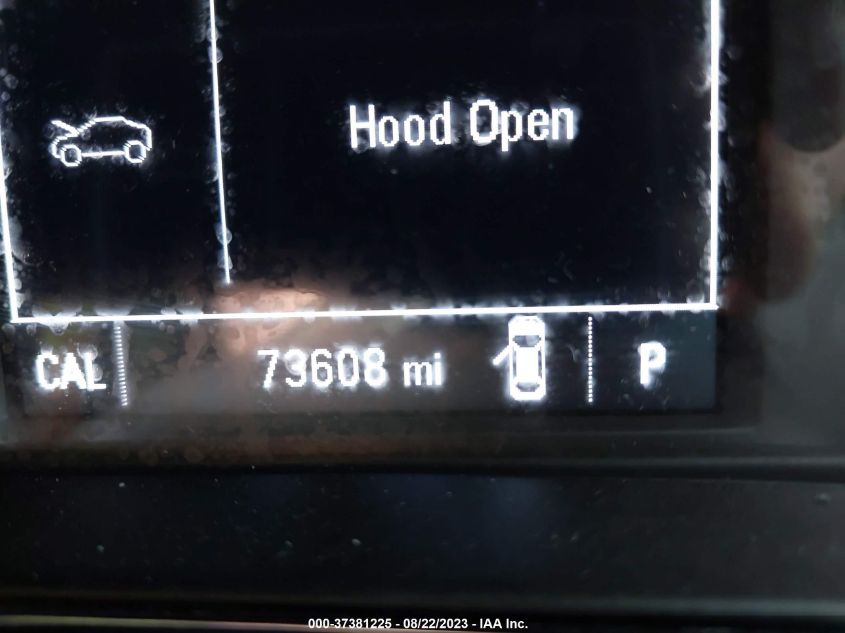 Hood Open
CAL 73608 mi P
000-37381225 - 08/22/2023 - IAA Inc.